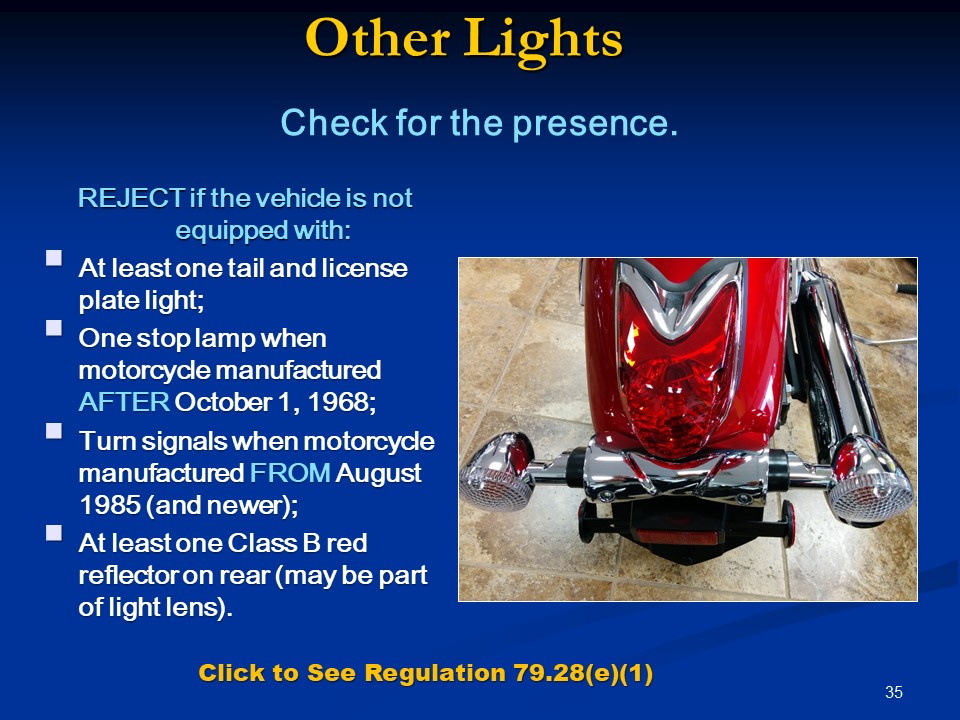 Other Lights
Check for the presence.
REJECT if the vehicle is not
equipped with:
At least one tail and license
plate light;
One stop lamp when
motorcycle manufactured
AFTER October 1, 1968;
Turn signals when motorcycle
manufactured FROM August
1985 (and newer);
At least one Class B red
reflector on rear (may be part
of light lens).
Click to See Regulation 79.28(e)(1)
35